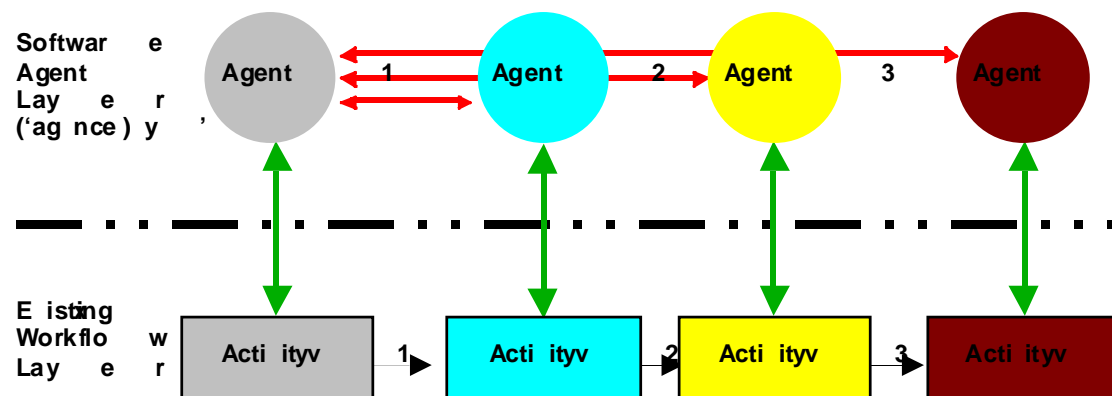 Softwar e
Agent
Lay e r
(‘ag nce ) y ’
Agent 1 Agent 2 Agent 3 Agent
E isting
Workflo w
Lay e r
Acti ityv 1 Acti ityv 2 Acti ityv 3 Acti ityv